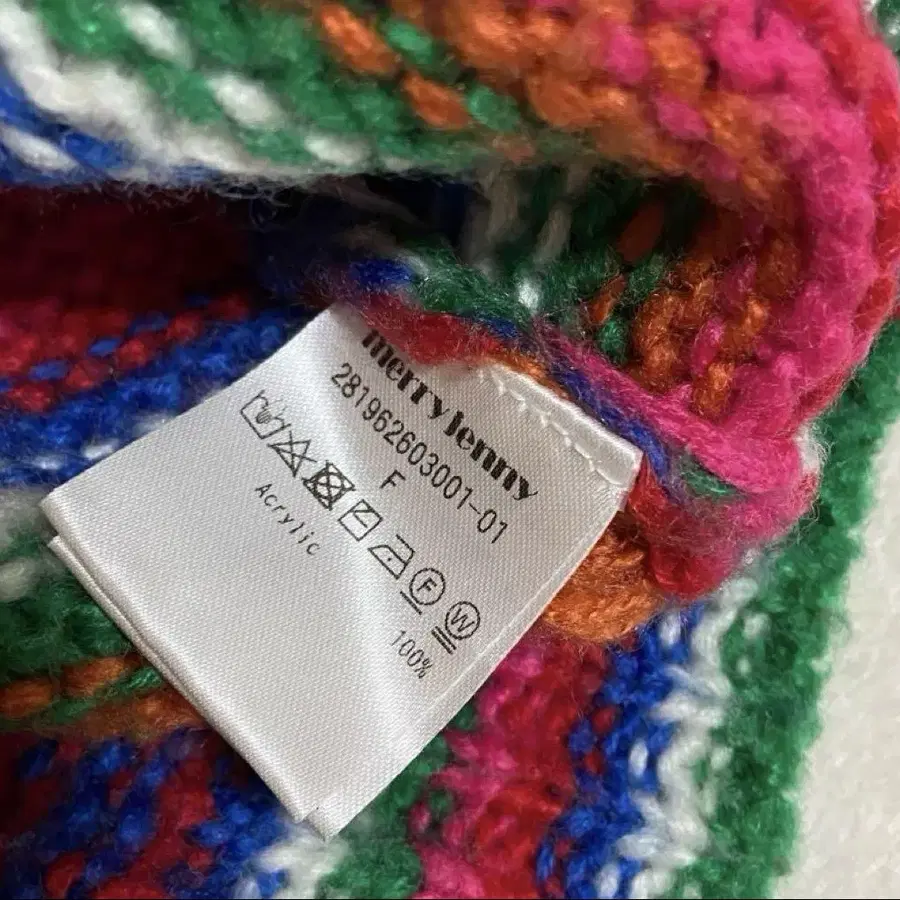 merry jenny
281962603001-01
F
F W
Acrylic 100%